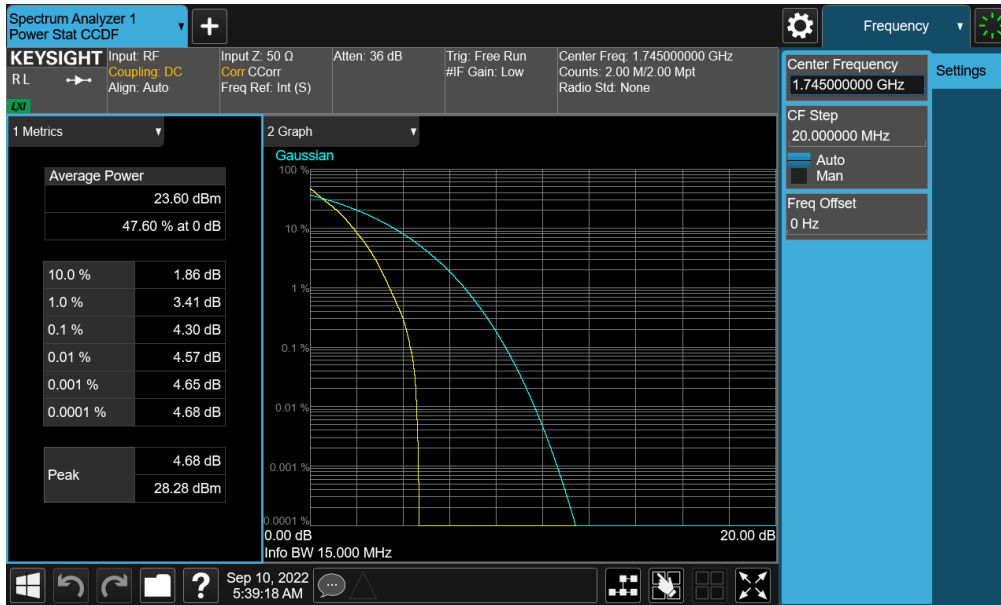 Spectrum Analyzer 1
Power Stat CCDF
Frequency
KEYSIGHT
R L
LXI
Input: RF
Coupling: DC
Align: Auto
Input Z: 50 Ω
Corr CCorr
Freq Ref: Int (S)
Atten: 36 dB
Trig: Free Run
#IF Gain: Low
Center Freq: 1.745000000 GHz
Counts: 2.00 M/2.00 Mpt
Radio Std: None
Center Frequency
1.745000000 GHz
Settings
CF Step
20.000000 MHz
Auto
Man
Freq Offset
0 Hz
1 Metrics
Average Power
23.60 dBm
47.60 % at 0 dB
10.0 % 1.86 dB
1.0 % 3.41 dB
0.1 % 4.30 dB
0.01 % 4.57 dB
0.001 % 4.65 dB
0.0001 % 4.68 dB
Peak
4.68 dB
28.28 dBm
2 Graph
Gaussian
100 %
10 %
1 %
0.1 %
0.01 %
0.001 %
0.0001 %
0.00 dB 20.00 dB
Info BW 15.000 MHz
?
Sep 10, 2022
5:39:18 AM